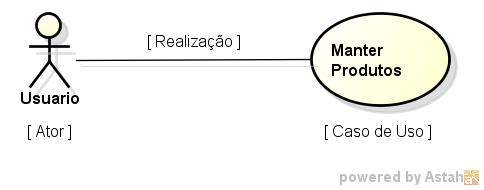 [ Realização ]
Manter
Produtos
Usuario
[ Ator ]
[ Caso de Uso ]
powered by Astah